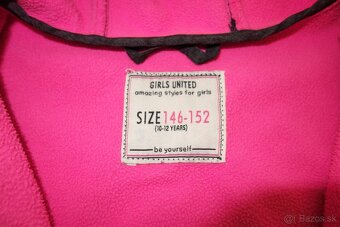 GIRLS UNITED
amazing styles for girls
SIZE 146-152
(10-12 YEARS)
be yourself
Bazos.sk